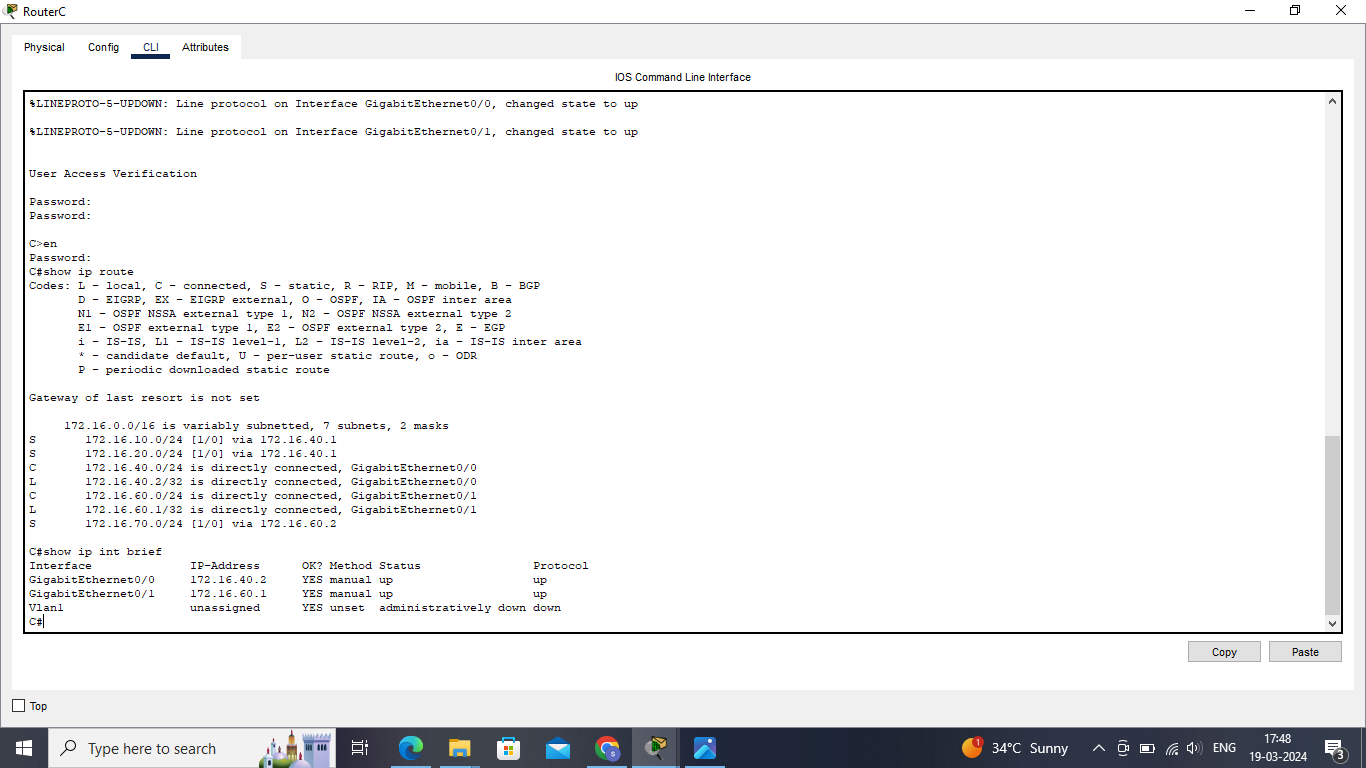 RouterC
Physical Config CLI Attributes
IOS Command Line Interface
%LINEPROTO-5-UPDOWN: Line protocol on Interface GigabitEthernet0/0, changed state to up
%LINEPROTO-5-UPDOWN: Line protocol on Interface GigabitEthernet0/1, changed state to up
User Access Verification
Password:
Password:
C>en
Password:
C#show ip route
Codes: L - local, C - connected, S - static, R - RIP, M - mobile, B - BGP
D - EIGRP, EX - EIGRP external, O - OSPF, IA - OSPF inter area
N1 - OSPF NSSA external type 1, N2 - OSPF NSSA external type 2
E1 - OSPF external type 1, E2 - OSPF external type 2, E - EGP
i - IS-IS, L1 - IS-IS level-1, L2 - IS-IS level-2, ia - IS-IS inter area
* - candidate default, U - per-user static route, o - ODR
P - periodic downloaded static route
Gateway of last resort is not set
172.16.0.0/16 is variably subnetted, 7 subnets, 2 masks
S 172.16.10.0/24 [1/0] via 172.16.40.1
S 172.16.20.0/24 [1/0] via 172.16.40.1
C 172.16.40.0/24 is directly connected, GigabitEthernet0/0
L 172.16.40.2/32 is directly connected, GigabitEthernet0/0
C 172.16.60.0/24 is directly connected, GigabitEthernet0/1
L 172.16.60.1/32 is directly connected, GigabitEthernet0/1
S 172.16.70.0/24 [1/0] via 172.16.60.2
C#show ip int brief
Interface IP-Address OK? Method Status Protocol
GigabitEthernet0/0 172.16.40.2 YES manual up up
GigabitEthernet0/1 172.16.60.1 YES manual up up
Vlan1 unassigned YES unset administratively down down
C#
Copy Paste
Top
Type here to search
1
34°C Sunny
ENG
17:48
19-03-2024
3